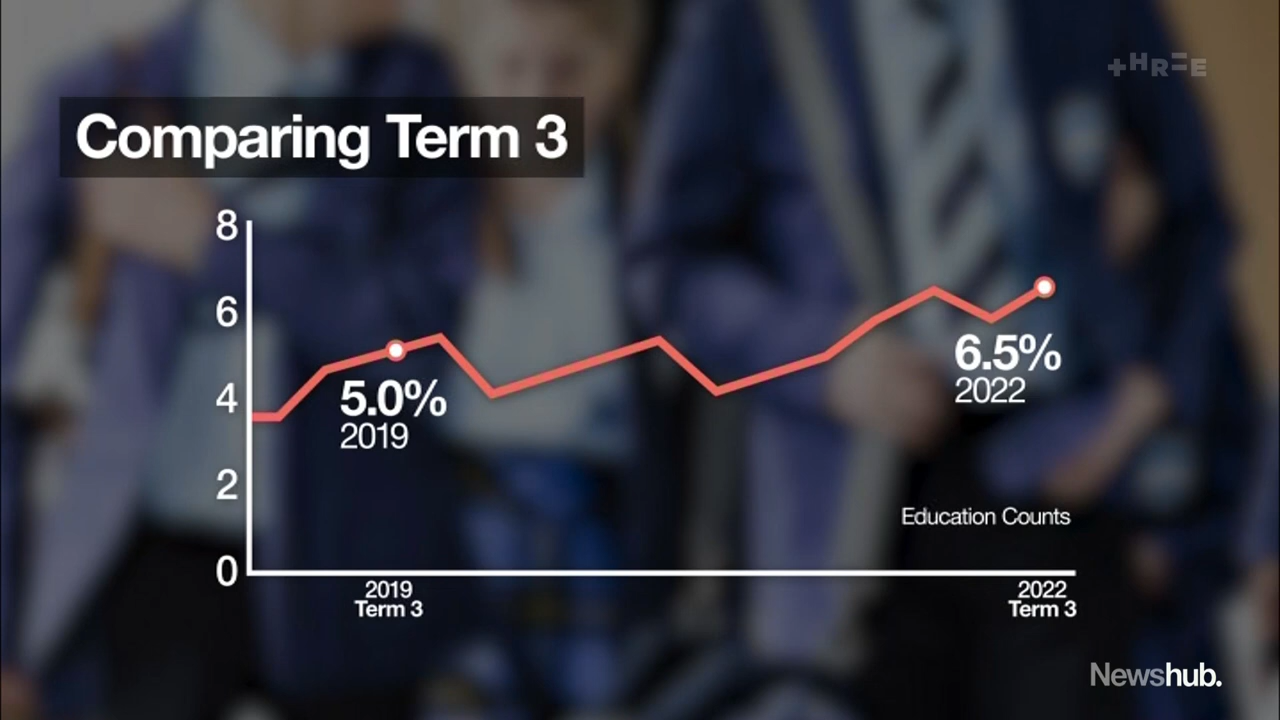 +HR=E
Comparing Term 3
8
6
4
2
0
5.0%
2019
6.5%
2022
Education Counts
2019
Term 3
2022
Term 3
Newshub.